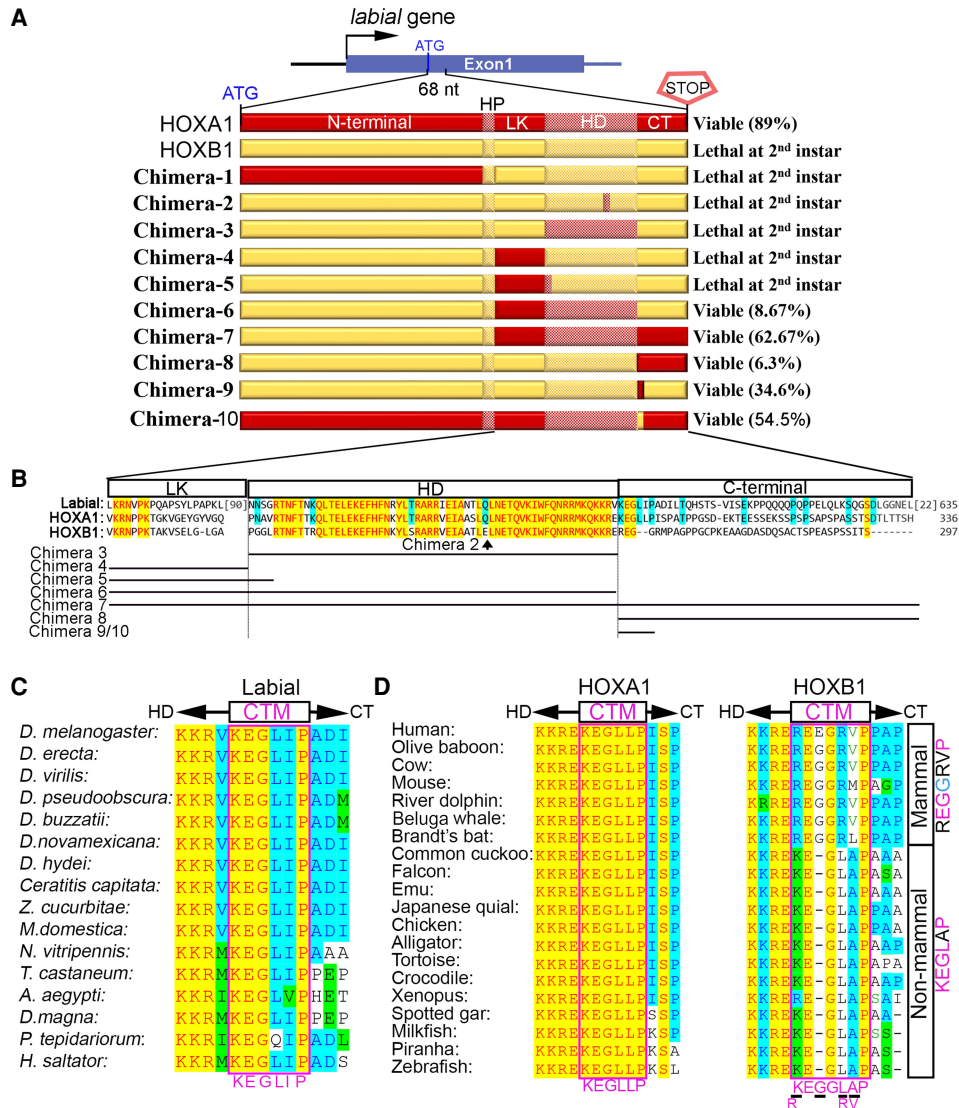 A
labial gene
ATG
Exon1
68 nt
ATG
HP
STOP
HOXA1 N-terminal LK HD CT Viable (89%)
HOXB1 Lethal at 2nd instar
Chimera-1 Lethal at 2nd instar
Chimera-2 Lethal at 2nd instar
Chimera-3 Lethal at 2nd instar
Chimera-4 Lethal at 2nd instar
Chimera-5 Lethal at 2nd instar
Chimera-6 Viable (8.67%)
Chimera-7 Viable (62.67%)
Chimera-8 Viable (6.3%)
Chimera-9 Viable (34.6%)
Chimera-10 Viable (54.5%)
B
LK HD C-terminal
Labial: LKRNVPKPQAPSYLPAPKL[90]NNSGRTNFTNKQLTELEKEFHFNRYLTRARRIEIANTLQLNETQVKIWFQNRRMKQKKRVKEGLIPADILTQHSTS-VISEKPPQQQQPQPPELQLKSQGSDLGGNEL[22]635
HOXA1: VKRNPPKTGKVGEYGYVGQ PNAVRTNFTTKQLTELEKEFHFNKYLTRARRVEIAASLQLNETQVKIWFQNRRMKQKKREKEGLLPISPATPPGSD-EKTEESSEKSSPSPSAPSPASSTSDTLTTSH 336
HOXB1: VKRNPPKTAKVSELG-LGA PGGLRTNFTTRQLTELEKEFHFNKYLSRARRVEIAATLELNETQVKIWFQNRRMKQKKREREG--GRMPAGPPGCPKEAAGDASDQSACTSPEASPSSITS------- 297
Chimera 2
Chimera 3
Chimera 4
Chimera 5
Chimera 6
Chimera 7
Chimera 8
Chimera 9/10
C
Labial
HD CTM CT
D. melanogaster: KKRVKEGLIPADI
D. erecta: KKRVKEGLIPADI
D. virilis: KKRVKEGLIPADI
D. pseudoobscura: KKRVKEGLIPADM
D. buzzatii: KKRVKEGLIPADM
D.novamexicana: KKRVKEGLIPADI
D. hydei: KKRVKEGLIPADI
Ceratitis capitata: KKRVKEGLIPADI
Z. cucurbitae: KKRVKEGLIPADI
M.domestica: KKRVKEGLIPADI
N. vitripennis: KKRMKEGLIPAAA
T. castaneum: KKRMKEGLIPPEP
A. aegypti: KKRIKEGLVPHET
D.magna: KKRMKEGLIPPEP
P. tepidariorum: KKRIKEGQIPADL
H. saltator: KKRMKEGLIPADS
KEGLIP
D
HOXA1 HOXB1
HD CTM CT HD CTM CT
Human: KKREKEGLLPISP KKREREGGRVPPAP
Olive baboon: KKREKEGLLPISP KKREREGGRVPPAP
Cow: KKREKEGLLPISP KKREREGGRVPPAP
Mouse: KKREKEGLLPISP KKREREGGRMPAGP
River dolphin: KKREKEGLLPISP KRREREGGRVPPAP
Beluga whale: KKREKEGLLPISP KKREREGGRVPPAP
Brandt's bat: KKREKEGLLPISP KKREREGGRLPPAP
Common cuckoo: KKREKEGLLPISP KKREKE-GLAPAAA
Falcon: KKREKEGLLPISP KKREKE-GLAPASA
Emu: KKREKEGLLPISP KKREKE-GLAPAAA
Japanese quial: KKREKEGLLPISP KKREKE-GLAPPAA
Chicken: KKREKEGLLPISP KKREKE-GLAPPAA
Alligator: KKREKEGLLPISP KKREKE-GLAPAAP
Tortoise: KKREKEGLLPISP KKREKE-GLAPAPA
Crocodile: KKREKEGLLPISP KKREKE-GLAPAAP
Xenopus: KKREKEGLLPISP KKRERE-GLAPSAI
Spotted gar: KKREKEGLLPSSP KKREKE-GLAPAAP
Milkfish: KKREKEGLLPKSP KKREKE-GLAPSS-
Piranha: KKREKEGLLPKSA KKREKE-GLAPAS-
Zebrafish: KKREKEGLLPKSL KKREKE-GLAPAS-
KEGLLP KEGGLAP
R RV
Mammal
REGGRVP
Non-mammal
KEGLAP